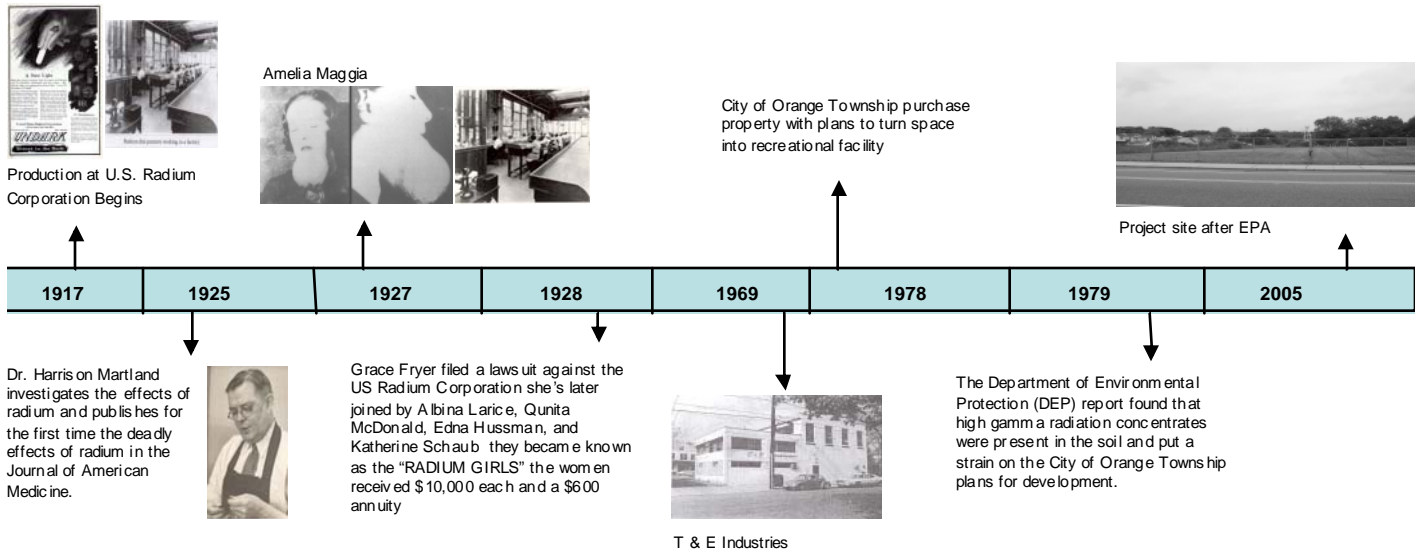 UNDARK
Production at U.S. Radium
Corporation Begins
Amelia Maggia
City of Orange Township purchase
property with plans to turn space
into recreational facility
Project site after EPA
1917
1925
1927
1928
1969
1978
1979
2005
Dr. Harrison Martland
investigates the effects of
radium and publishes for
the first time the deadly
effects of radium in the
Journal of American
Medicine.
Grace Fryer filed a lawsuit against the
US Radium Corporation she's later
joined by Albina Larice, Qunita
McDonald, Edna Hussman, and
Katherine Schaub they became known
as the “RADIUM GIRLS” the women
received $10,000 each and a $600
annuity
T & E Industries
The Department of Environmental
Protection (DEP) report found that
high gamma radiation concentrates
were present in the soil and put a
strain on the City of Orange Township
plans for development.